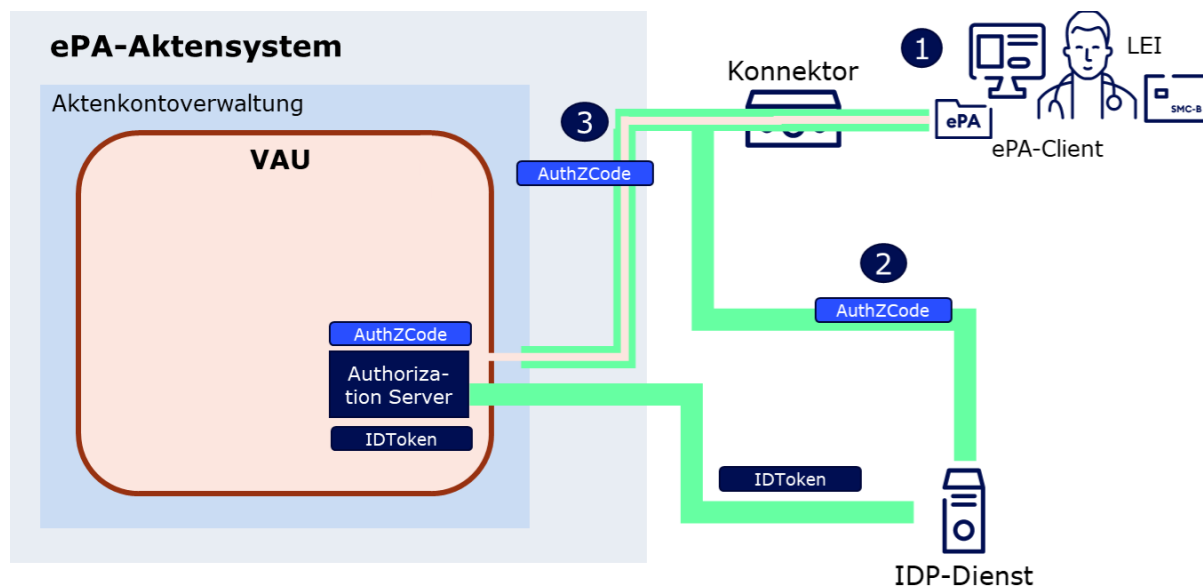 ePA-Aktensystem
Aktenkontoverwaltung
VAU
AuthZCode
Authoriza-
tion Server
IDToken
3
AuthZCode
Konnektor
1
LEI
SMC-B
ePA
ePA-Client
2
AuthZCode
IDToken
IDP-Dienst